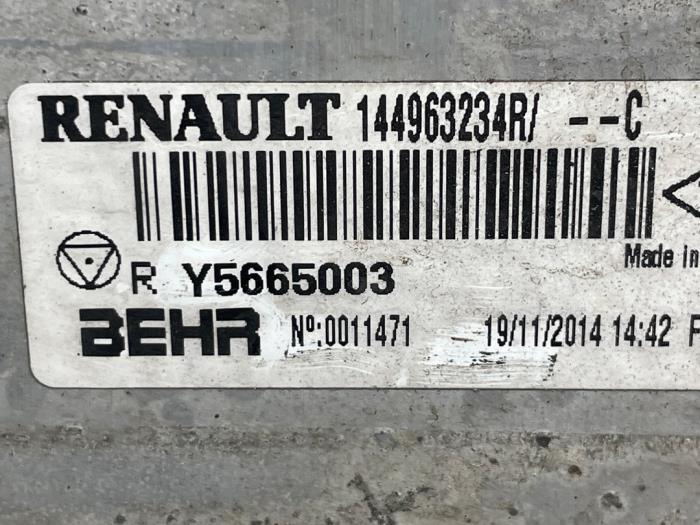 RENAULT 144963234R/ --C
Made in
R Y5665003
BEHR Nº:0011471 19/11/2014 14:42 F